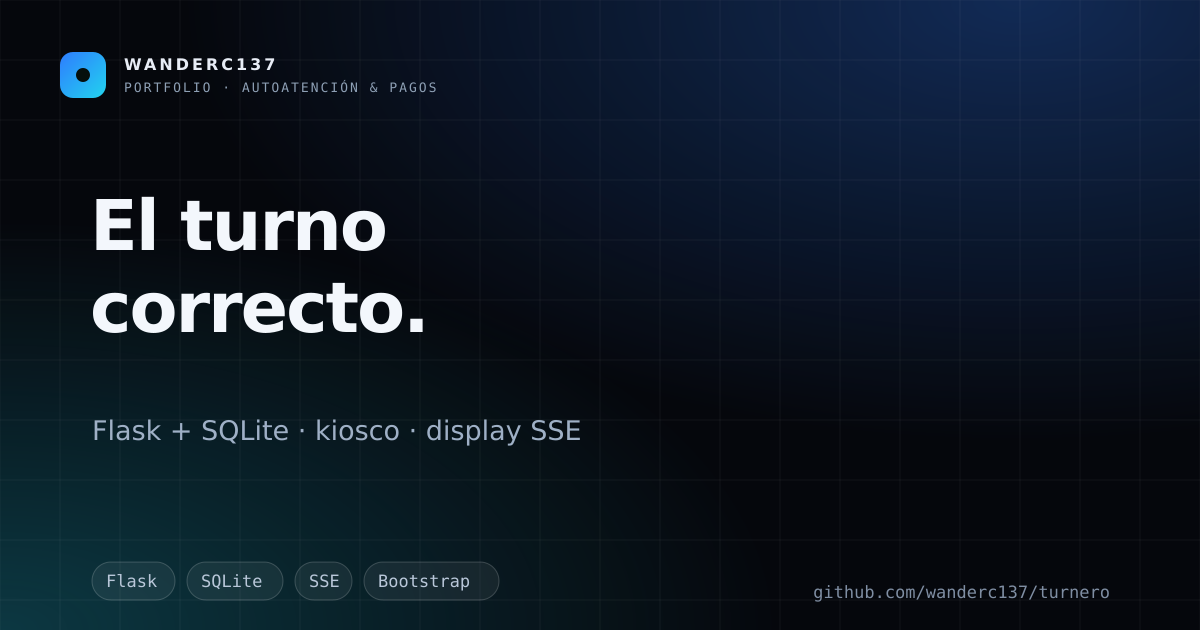 WANDERC137
PORTFOLIO · AUTOATENCIÓN & PAGOS
El turno
correcto.
Flask + SQLite · kiosco · display SSE
Flask
SQLite
SSE
Bootstrap
github.com/wanderc137/turnero